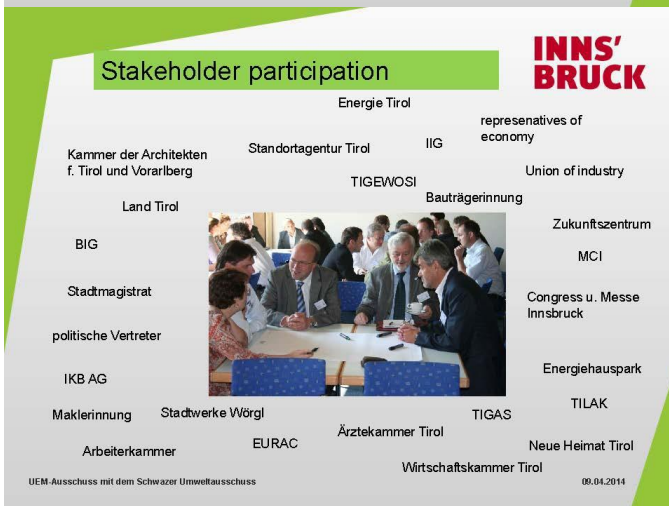 Stakeholder participation
INNS'
BRUCK
Energie Tirol
represenatives of
economy
IIG
Standortagentur Tirol
Kammer der Architekten
f. Tirol und Vorarlberg
Union of industry
TIGEWOSI
Bauträgerinnung
Land Tirol
Zukunftszentrum
BIG
MCI
Stadtmagistrat
Congress u. Messe
Innsbruck
politische Vertreter
Energiehauspark
IKB AG
TILAK
Maklerinnung
Stadtwerke Wörgl
TIGAS
Ärztekammer Tirol
EURAC
Neue Heimat Tirol
Arbeiterkammer
Wirtschaftskammer Tirol
UEM-Ausschuss mit dem Schwazer Umweltausschuss
09.04.2014